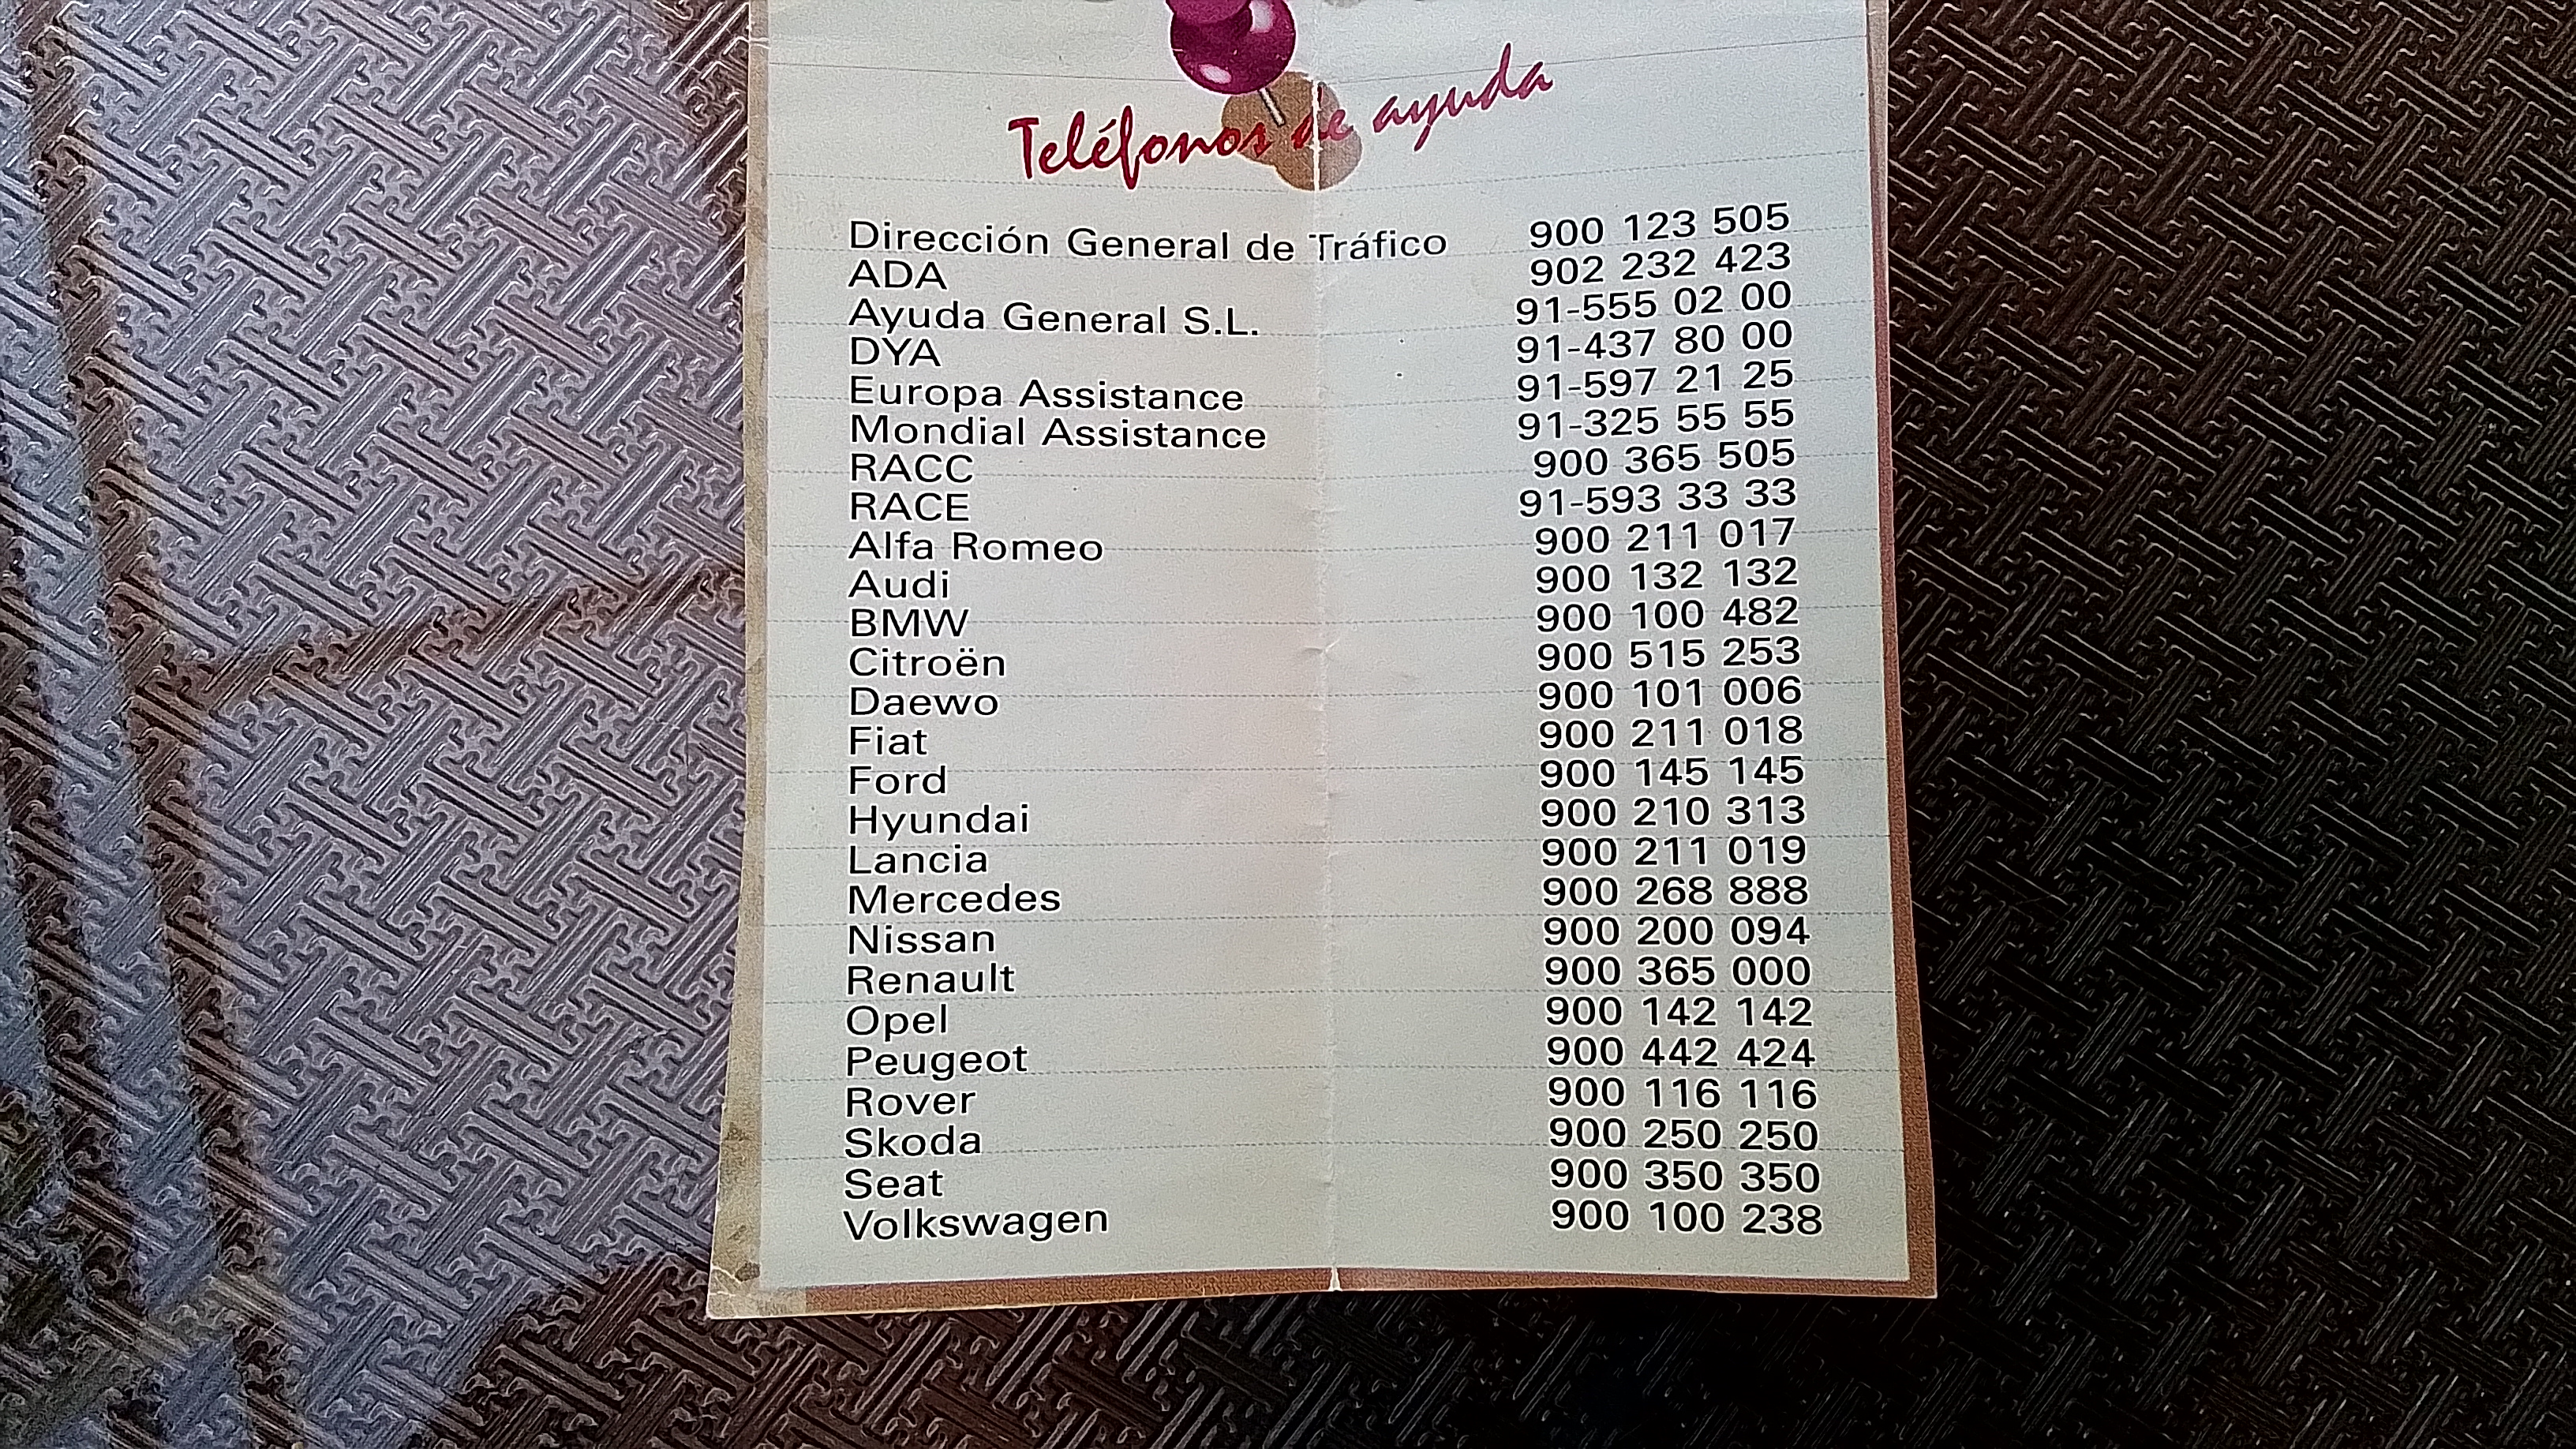 Teléfonos de ayuda
Dirección General de Tráfico 900 123 505
ADA 902 232 423
Ayuda General S.L. 91-555 02 00
DYA 91-437 80 00
Europa Assistance 91-597 21 25
Mondial Assistance 91-325 55 55
RACC 900 365 505
RACE 91-593 33 33
Alfa Romeo 900 211 017
Audi 900 132 132
BMW 900 100 482
Citroën 900 515 253
Daewo 900 101 006
Fiat 900 211 018
Ford 900 145 145
Hyundai 900 210 313
Lancia 900 211 019
Mercedes 900 268 888
Nissan 900 200 094
Renault 900 365 000
Opel 900 142 142
Peugeot 900 442 424
Rover 900 116 116
Skoda 900 250 250
Seat 900 350 350
Volkswagen 900 100 238